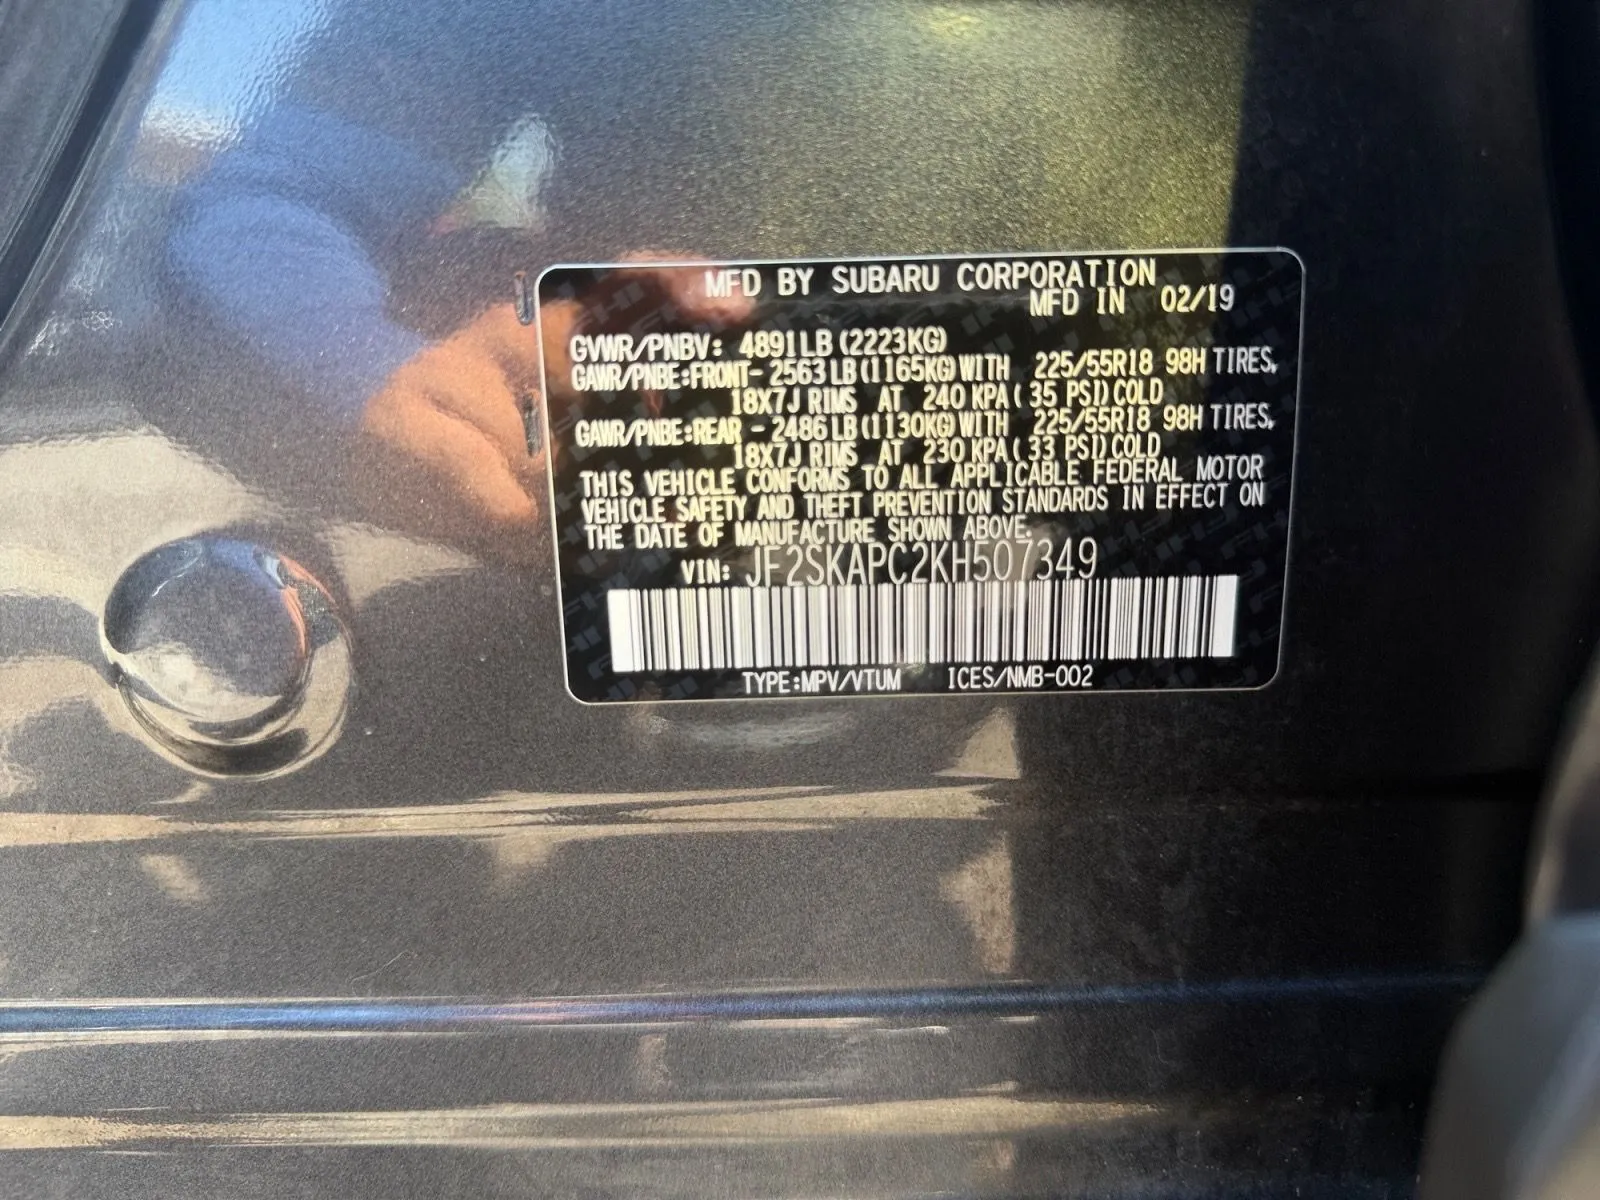 MFD BY SUBARU CORPORATION
MFD IN 02/19
GVWR/PNBV: 4891LB(2223KG)
GAWR/PNBE:FRONT- 2563LB(1165KG)WITH 225/55R18 98H TIRES,
18X7J RIMS AT 240 KPA( 35 PSI)COLD
GAWR/PNBE:REAR - 2486LB(1130KG)WITH 225/55R18 98H TIRES,
18X7J RIMS AT 230 KPA( 33 PSI)COLD
THIS VEHICLE CONFORMS TO ALL APPLICABLE FEDERAL MOTOR
VEHICLE SAFETY AND THEFT PREVENTION STANDARDS IN EFFECT ON
THE DATE OF MANUFACTURE SHOWN ABOVE.
VIN: JF2SKAPC2KH507349
TYPE:MPV/VTUM ICES/NMB-002